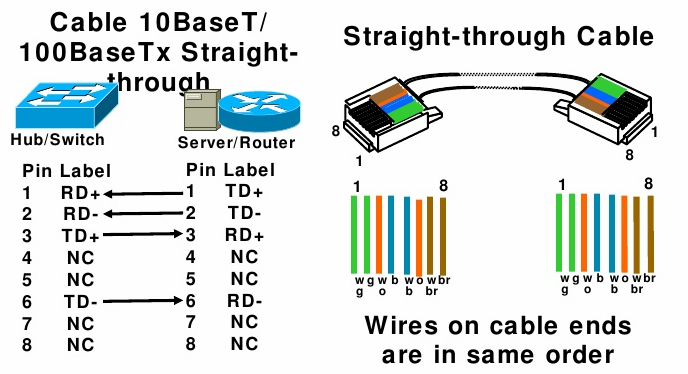 Cable 10BaseT/
100BaseTx Straight-
through
Hub/Switch
Server/Router
Pin Label
Pin Label
1 RD+ 1 TD+
2 RD- 2 TD-
3 TD+ 3 RD+
4 NC 4 NC
5 NC 5 NC
6 TD- 6 RD-
7 NC 7 NC
8 NC 8 NC
Straight-through Cable
8 1
1 8
1 8
w g w b w o w br
g o b br
1 8
w g w b b o w br
g o br
Wires on cable ends
are in same order